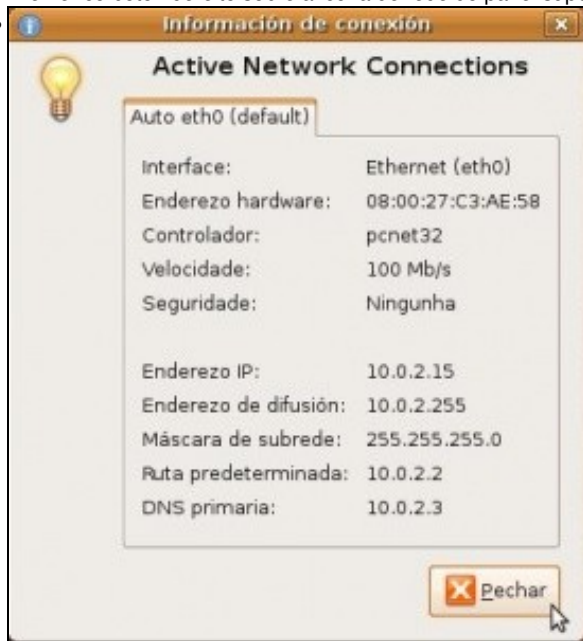 Información de conexión
Active Network Connections
Auto eth0 (default)
Interface: Ethernet (eth0)
Enderezo hardware: 08:00:27:C3:AE:58
Controlador: pcnet32
Velocidade: 100 Mb/s
Seguridade: Ningunha
Enderezo IP: 10.0.2.15
Enderezo de difusión: 10.0.2.255
Máscara de subrede: 255.255.255.0
Ruta predeterminada: 10.0.2.2
DNS primaria: 10.0.2.3
Pechar